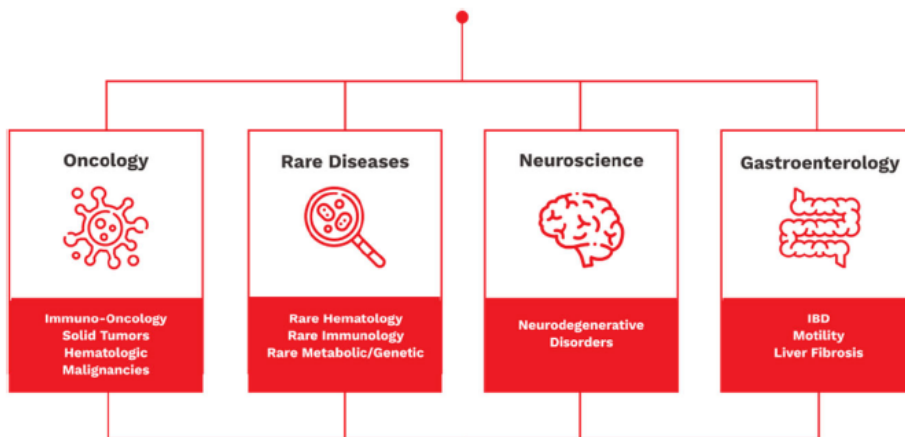 Oncology
Immuno-Oncology
Solid Tumors
Hematologic
Malignancies
Rare Diseases
Rare Hematology
Rare Immunology
Rare Metabolic/Genetic
Neuroscience
Neurodegenerative
Disorders
Gastroenterology
IBD
Motility
Liver Fibrosis